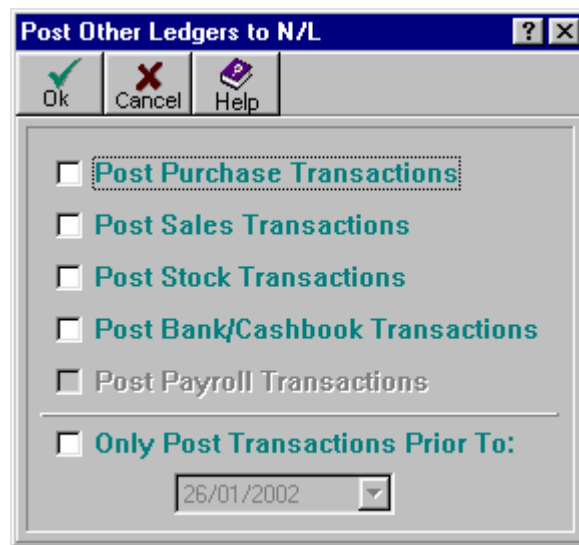 Post Other Ledgers to N/L
Ok Cancel Help
Post Purchase Transactions
Post Sales Transactions
Post Stock Transactions
Post Bank/Cashbook Transactions
Post Payroll Transactions
Only Post Transactions Prior To:
26/01/2002